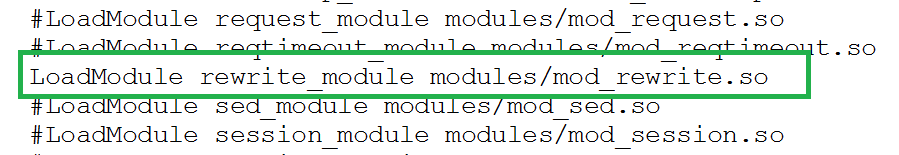 #LoadModule request_module modules/mod_request.so
#LoadModule reqtimeout_module modules/mod_reqtimeout.so
LoadModule rewrite_module modules/mod_rewrite.so
#LoadModule sed_module modules/mod_sed.so
#LoadModule session_module modules/mod_session.so